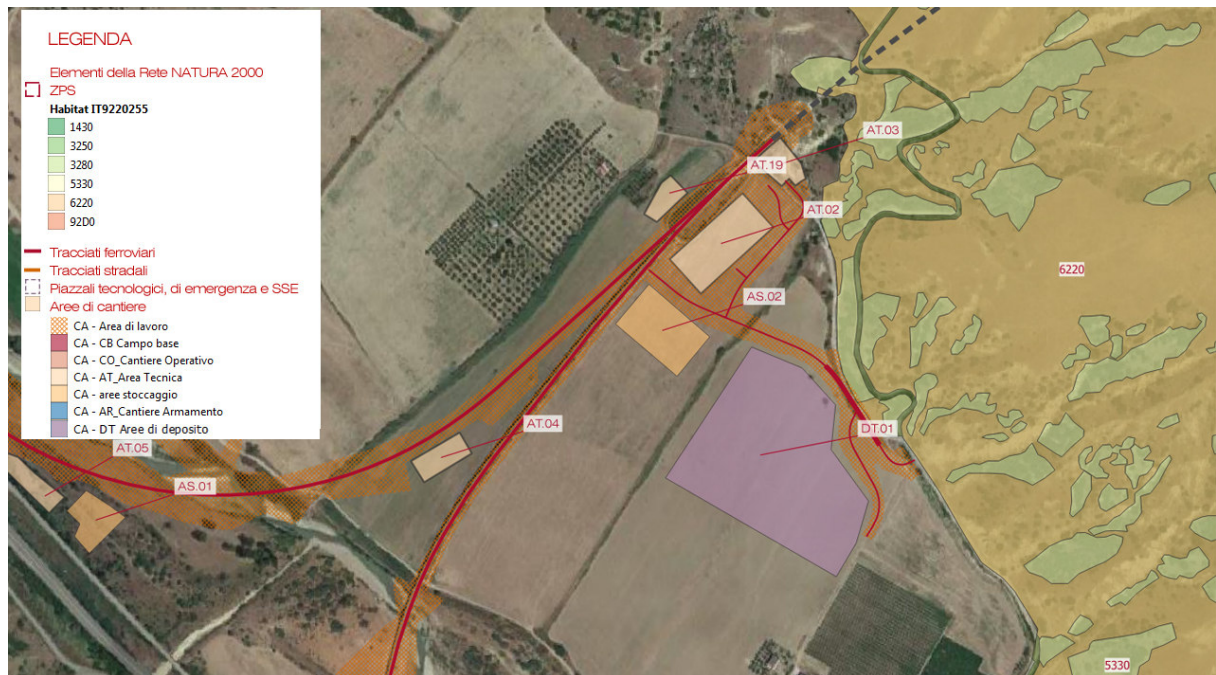 LEGENDA
Elementi della Rete NATURA 2000
ZPS
Habitat IT9220255
1430
3250
3280
5330
6220
92D0
Tracciati ferroviari
Tracciati stradali
Piazzali tecnologici, di emergenza e SSE
Aree di cantiere
CA - Area di lavoro
CA - CB Campo base
CA - CO_Cantiere Operativo
CA - AT_Area Tecnica
CA - aree stoccaggio
CA - AR_Cantiere Armamento
CA - DT Aree di deposito
AT.03
AT.19
AT.02
6220
AS.02
AT.04
DT.01
AT.05
AS.01
5330